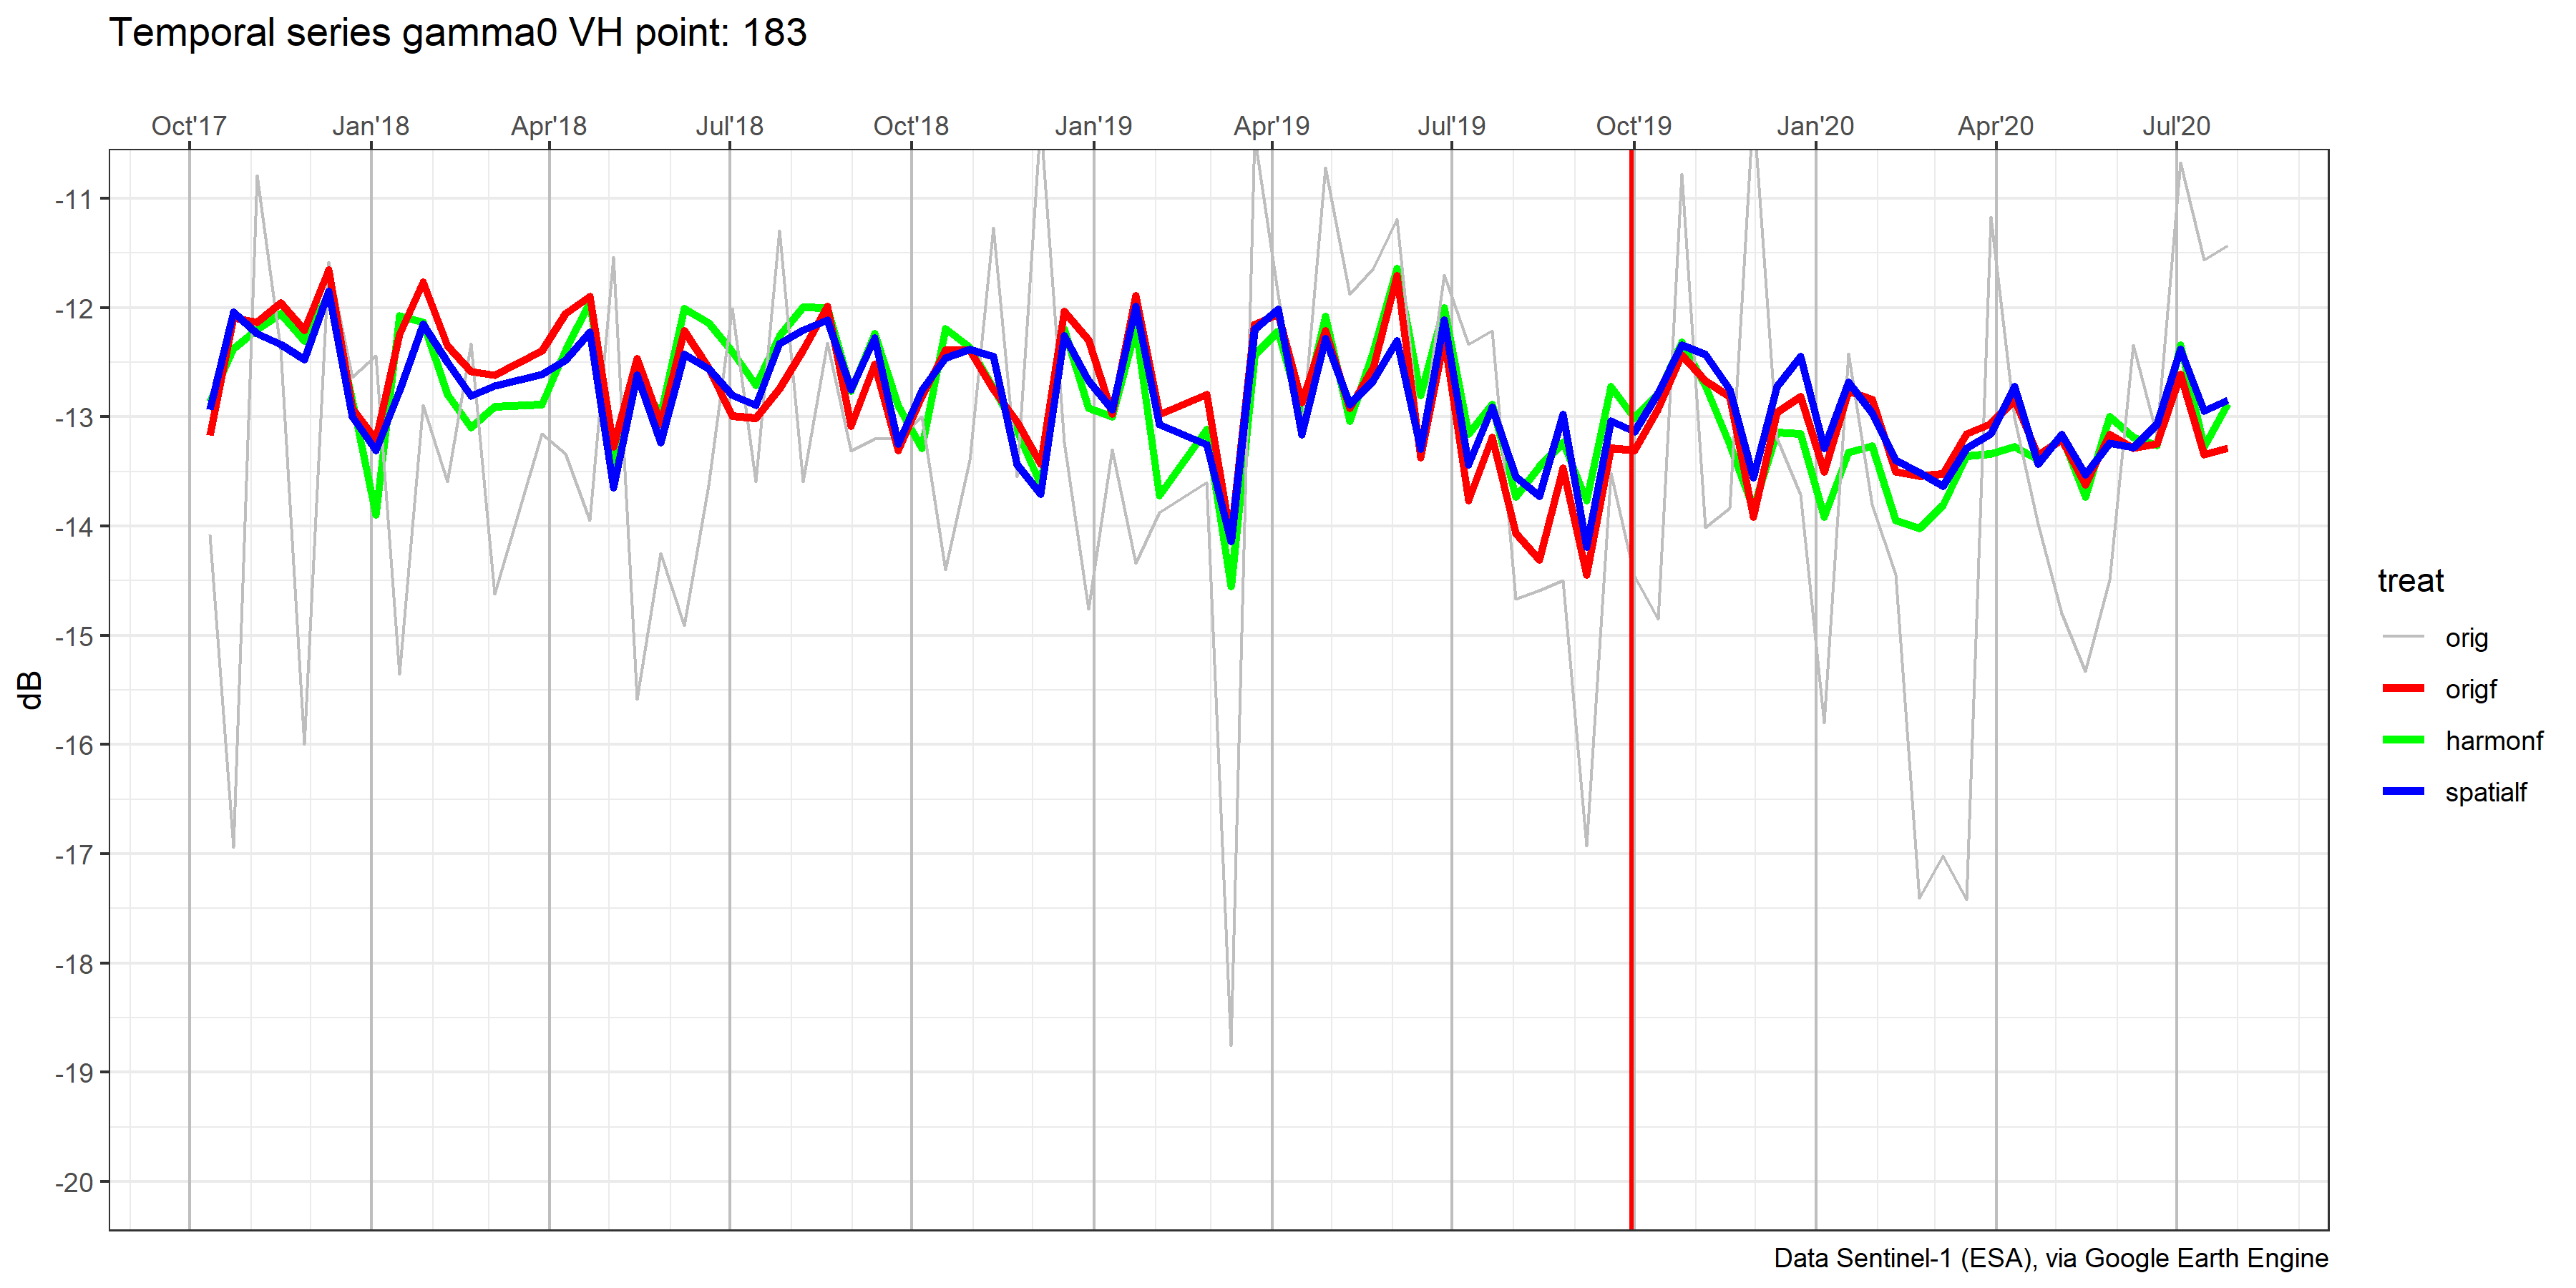 Temporal series gamma0 VH point: 183
Oct'17 Jan'18 Apr'18 Jul'18 Oct'18 Jan'19 Apr'19 Jul'19 Oct'19 Jan'20 Apr'20 Jul'20
-11
-12
-13
-14
-15
-16
-17
-18
-19
-20
dB
treat
orig
origf
harmonf
spatialf
Data Sentinel-1 (ESA), via Google Earth Engine